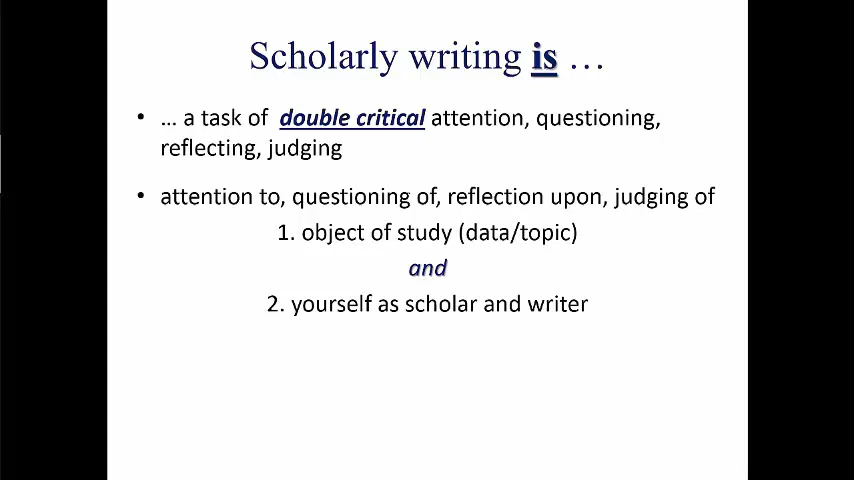 Scholarly writing is …
• … a task of double critical attention, questioning,
reflecting, judging
• attention to, questioning of, reflection upon, judging of
1. object of study (data/topic)
and
2. yourself as scholar and writer